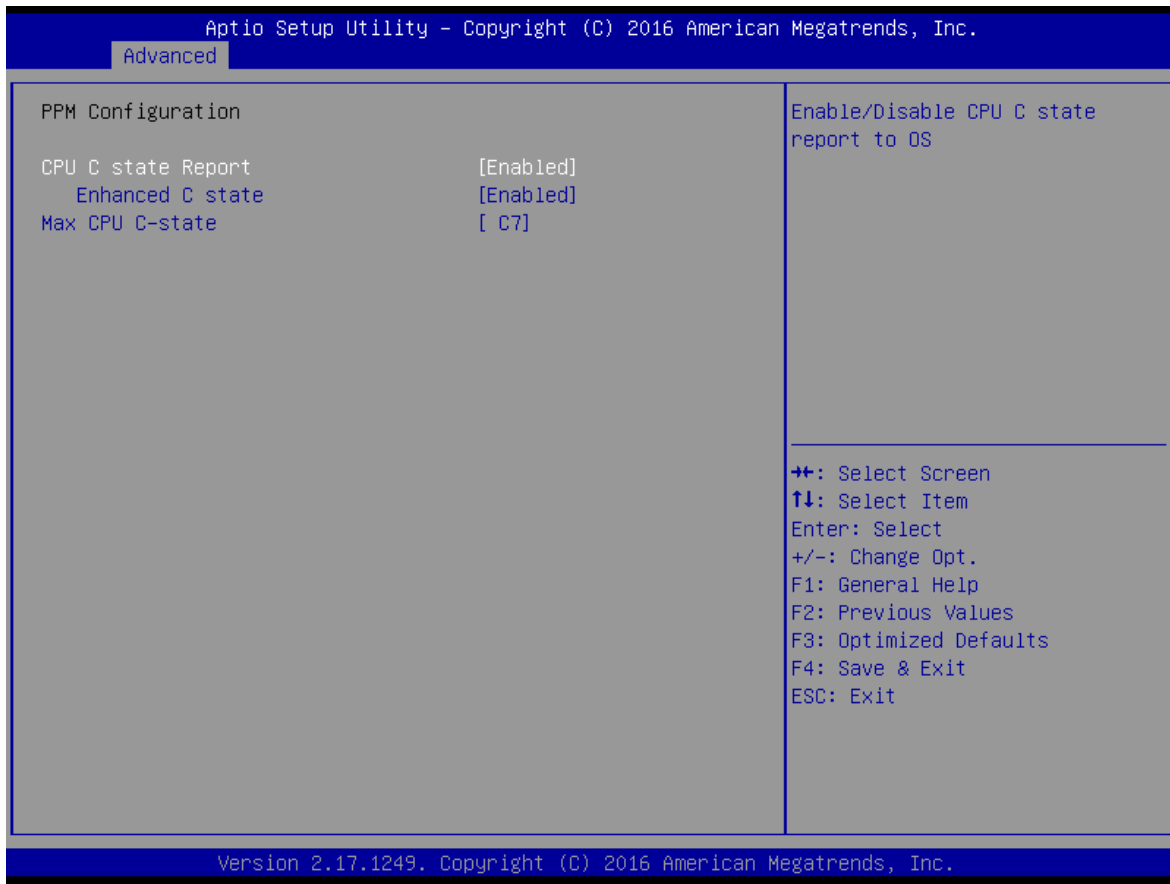 Aptio Setup Utility – Copyright (C) 2016 American Megatrends, Inc.
Advanced
PPM Configuration
CPU C state Report [Enabled]
Enhanced C state [Enabled]
Max CPU C-state [ C7]
Enable/Disable CPU C state
report to OS
→←: Select Screen
↑↓: Select Item
Enter: Select
+/-: Change Opt.
F1: General Help
F2: Previous Values
F3: Optimized Defaults
F4: Save & Exit
ESC: Exit
Version 2.17.1249. Copyright (C) 2016 American Megatrends, Inc.